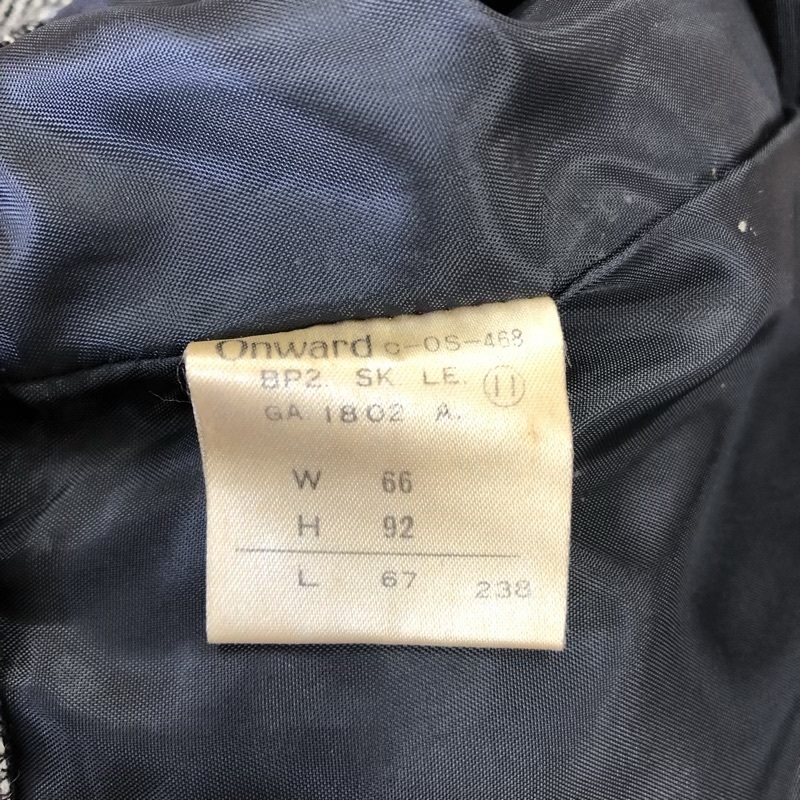 Onward c-OS-468
BP2. SK LE. ⑪
GA 1802 A.
W 66
H 92
L 67 238